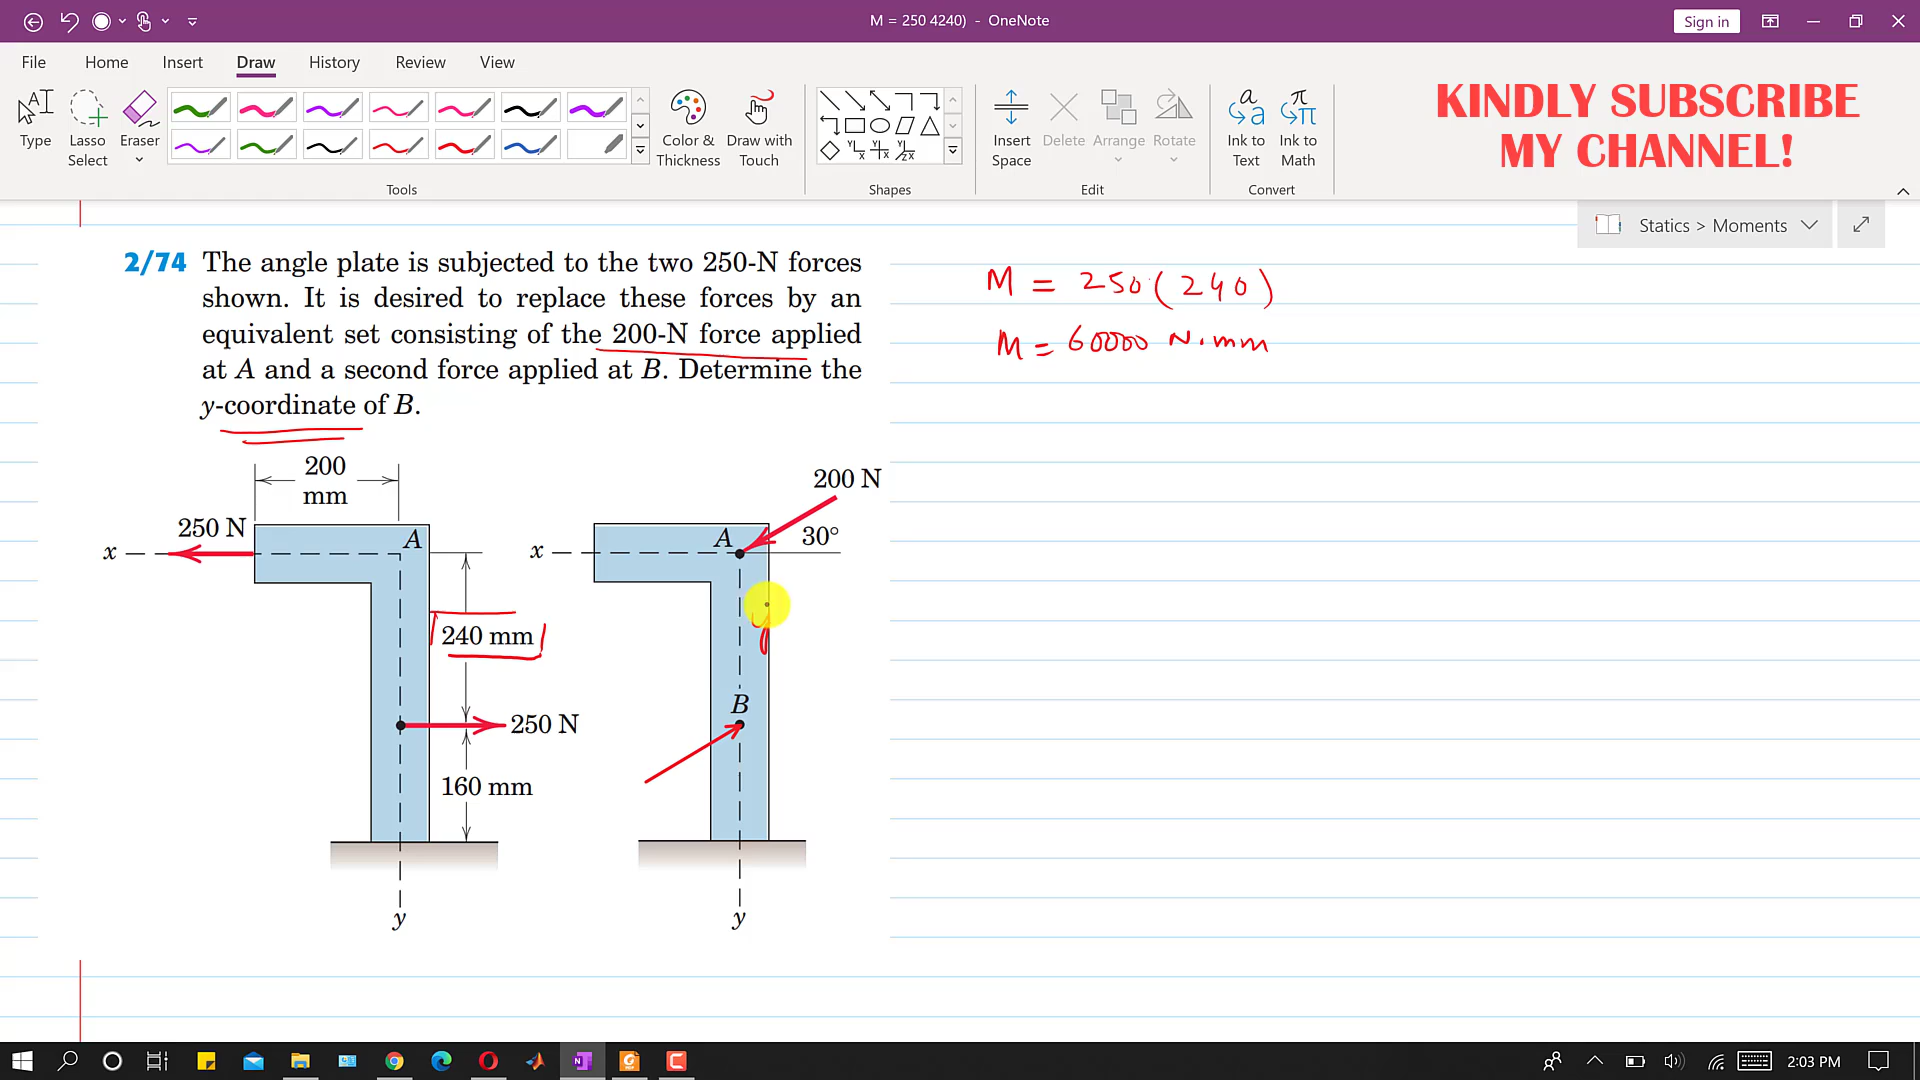 M = 250 4240) - OneNote
Sign in
File Home Insert Draw History Review View
KINDLY SUBSCRIBE
MY CHANNEL!
Type
Lasso
Select
Eraser
Color &
Thickness
Draw with
Touch
Insert
Space
Delete
Arrange
Rotate
Ink to
Text
Ink to
Math
Tools
Shapes
Edit
Convert
Statics > Moments
2/74 The angle plate is subjected to the two 250-N forces
shown. It is desired to replace these forces by an
equivalent set consisting of the 200-N force applied
at A and a second force applied at B. Determine the
y-coordinate of B.
M = 250(240)
M = 60000 N.mm
200
mm
250 N
x
A
240 mm
250 N
160 mm
y
200 N
30°
x
A
y
B
y
2:03 PM